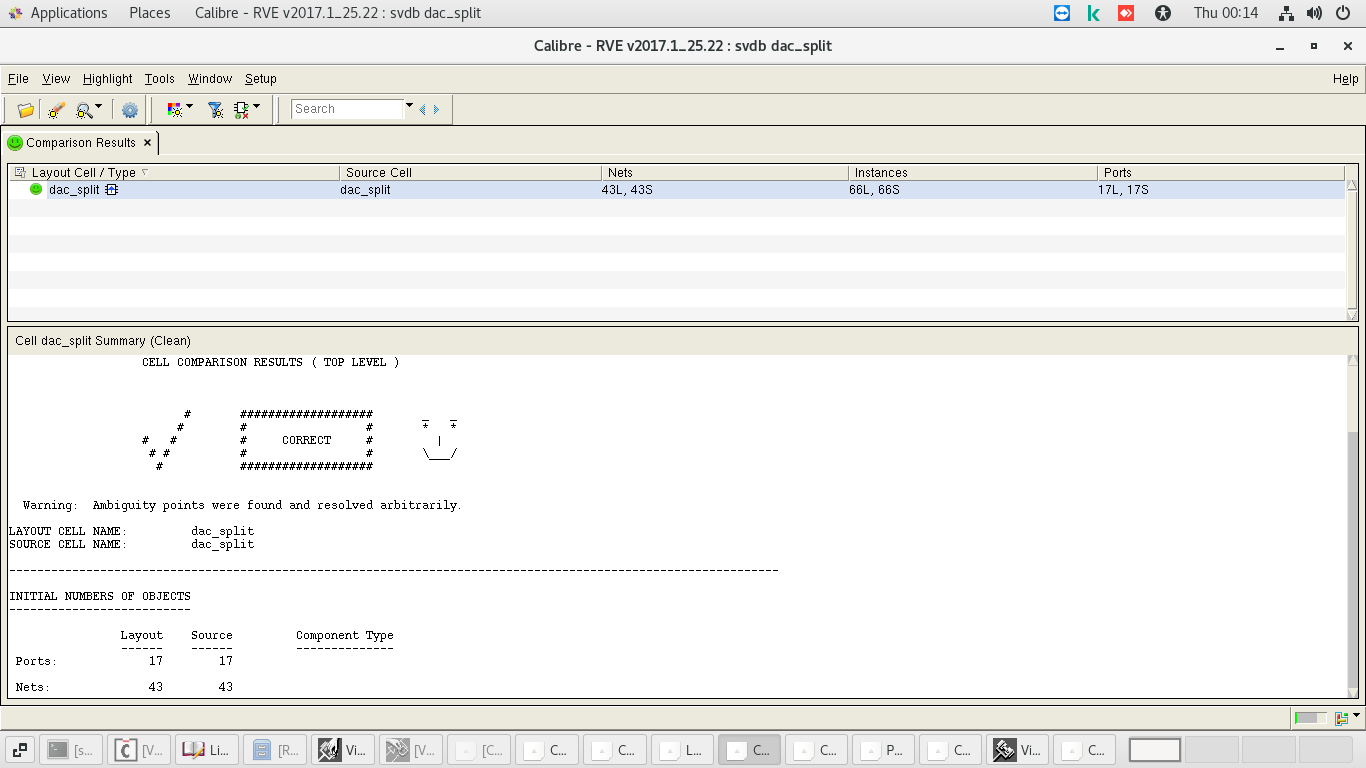 Applications Places Calibre - RVE v2017.1_25.22 : svdb dac_split Thu 00:14
Calibre - RVE v2017.1_25.22 : svdb dac_split
File View Highlight Tools Window Setup Help
Search
Comparison Results
Layout Cell / Type Source Cell Nets Instances Ports
dac_split dac_split 43L, 43S 66L, 66S 17L, 17S
Cell dac_split Summary (Clean)
CELL COMPARISON RESULTS ( TOP LEVEL )
# ################### _ _
# # # * *
# # # CORRECT # |
# # # # \___/
# ###################
Warning: Ambiguity points were found and resolved arbitrarily.
LAYOUT CELL NAME: dac_split
SOURCE CELL NAME: dac_split
INITIAL NUMBERS OF OBJECTS
Layout Source Component Type
Ports: 17 17
Nets: 43 43
[s... [V... Li... [R... Vi... [V... [C... C... C... L... C... C... P... C... Vi... C...